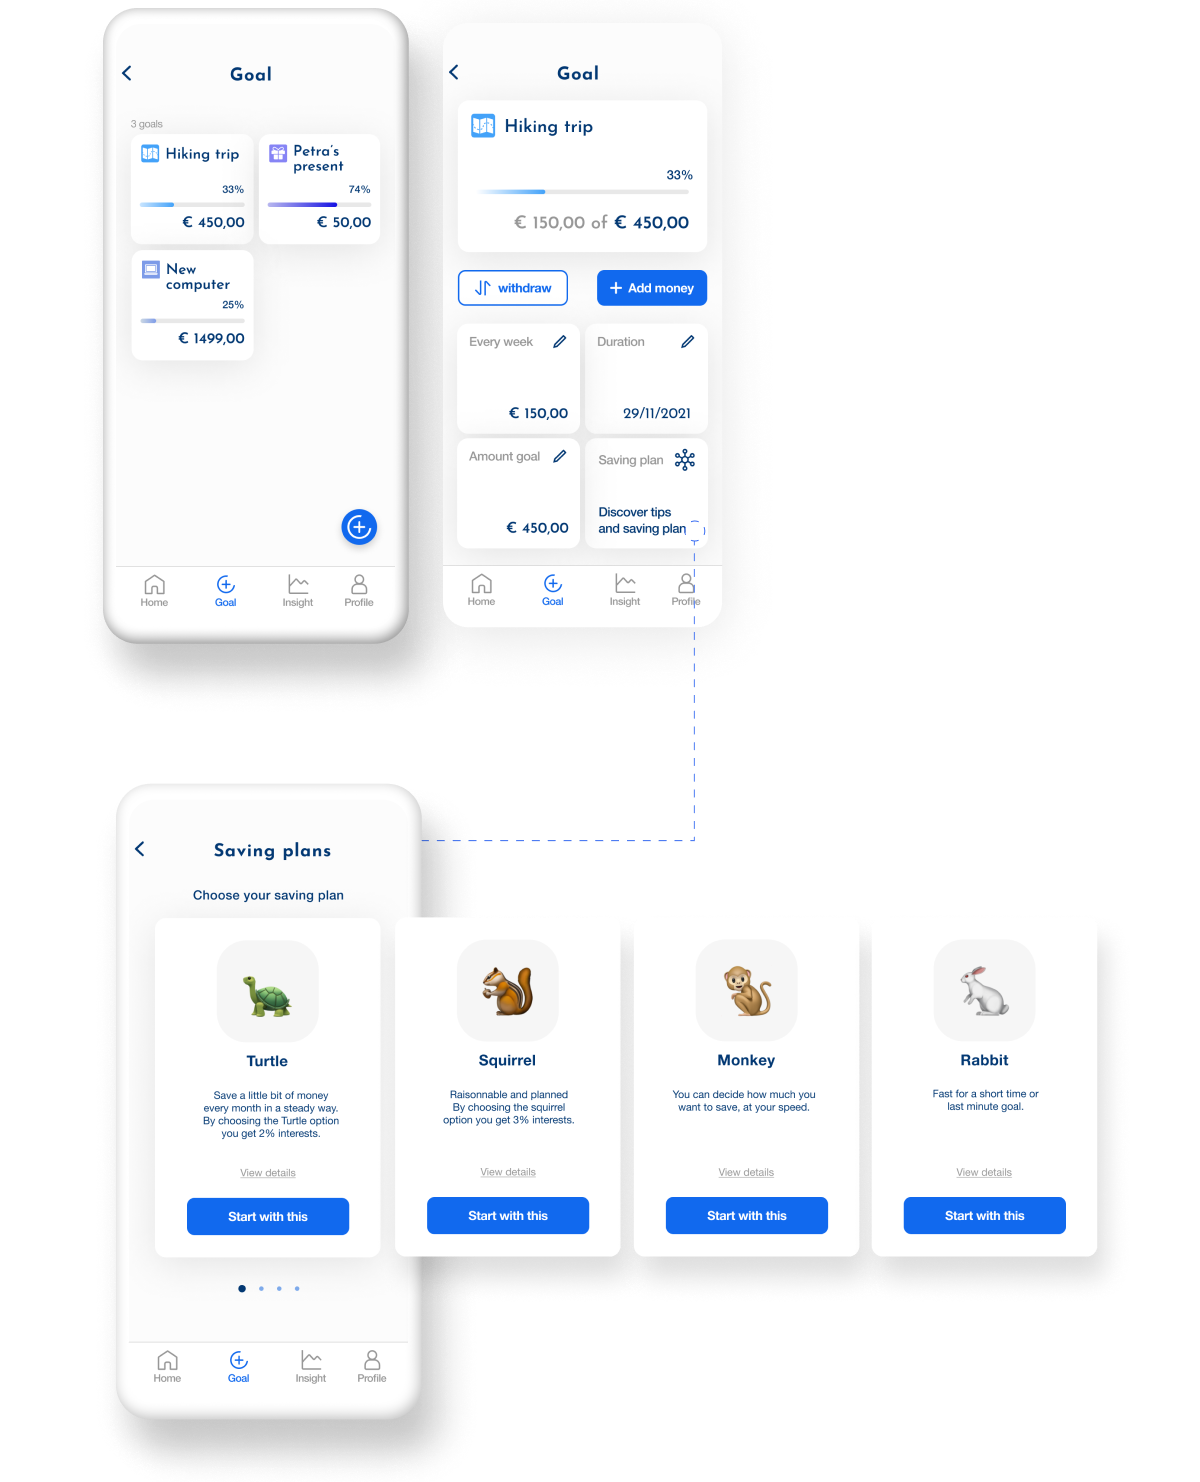 Goal
3 goals
Hiking trip
33%
€ 450,00
Petra's
present
74%
€ 50,00
New
computer
25%
€ 1499,00
Home
Goal
Insight
Profile
Goal
Hiking trip
33%
€ 150,00 of € 450,00
withdraw
+ Add money
Every week
€ 150,00
Duration
29/11/2021
Amount goal
€ 450,00
Saving plan
Discover tips
and saving plan
Home
Goal
Insight
Profile
Saving plans
Choose your saving plan
Turtle
Save a little bit of money
every month in a steady way.
By choosing the Turtle option
you get 2% interests.
View details
Start with this
Squirrel
Raisonnable and planned
By choosing the squirrel
option you get 3% interests.
View details
Start with this
Monkey
You can decide how much you
want to save, at your speed.
View details
Start with this
Rabbit
Fast for a short time or
last minute goal.
View details
Start with this
Home
Goal
Insight
Profile